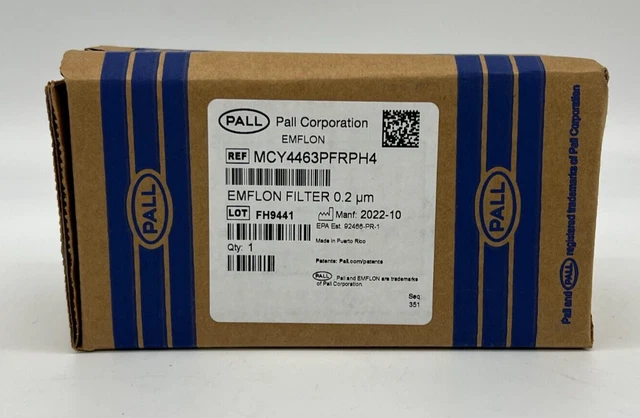 PALL
PALL Pall Corporation
EMFLON
REF MCY4463PFRPH4
EMFLON FILTER 0.2 µm
LOT FH9441 Manf: 2022-10
EPA Est. 92466-PR-1
Qty: 1
Made in Puerto Rico
Patents: Pall.com/patents
PALL Pall and EMFLON are trademarks
of Pall Corporation.
Seq:
351
PALL
Pall and PALL registered trademarks of Pall Corporation